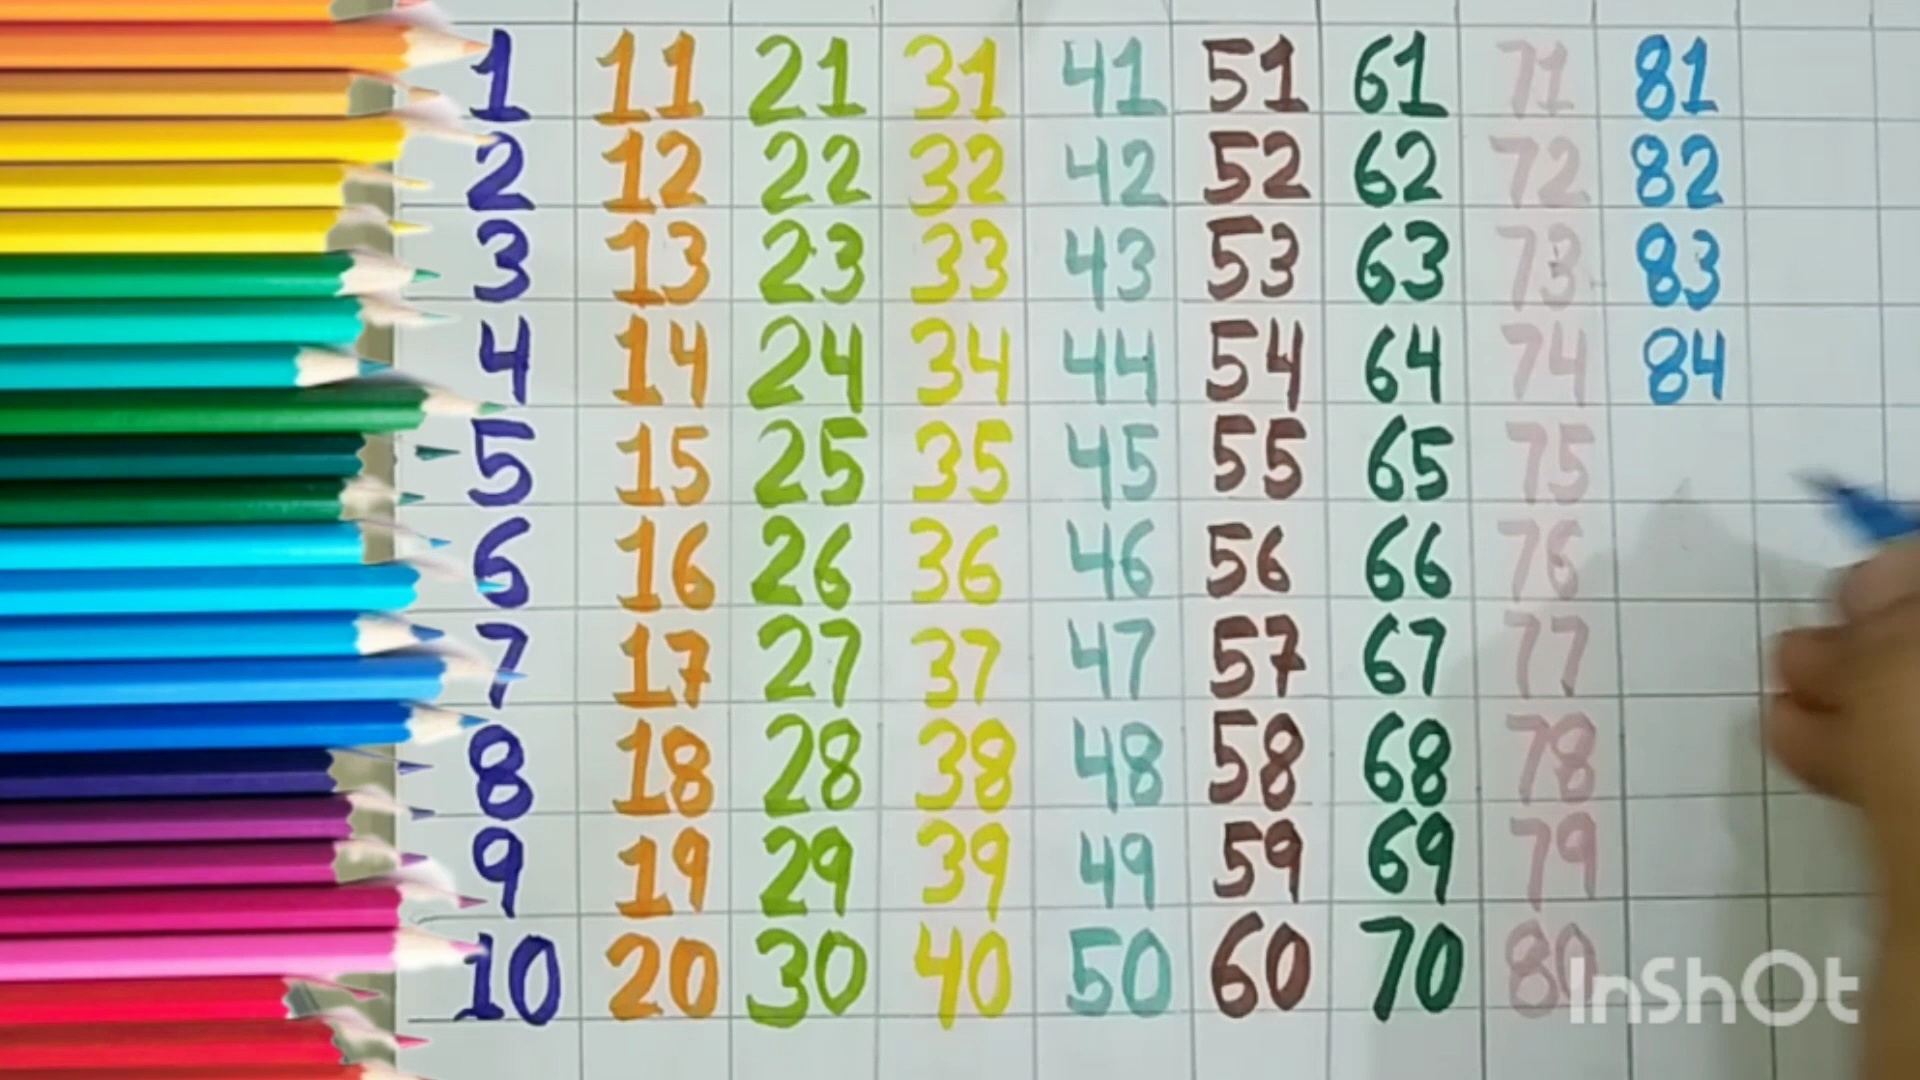 1 11 21 31 41 51 61 71 81
2 12 22 32 42 52 62 72 82
3 13 23 33 43 53 63 73 83
4 14 24 34 44 54 64 74 84
5 15 25 35 45 55 65 75
6 16 26 36 46 56 66 76
7 17 27 37 47 57 67 77
8 18 28 38 48 58 68 78
9 19 29 39 49 59 69 79
10 20 30 40 50 60 70 80
InShOt